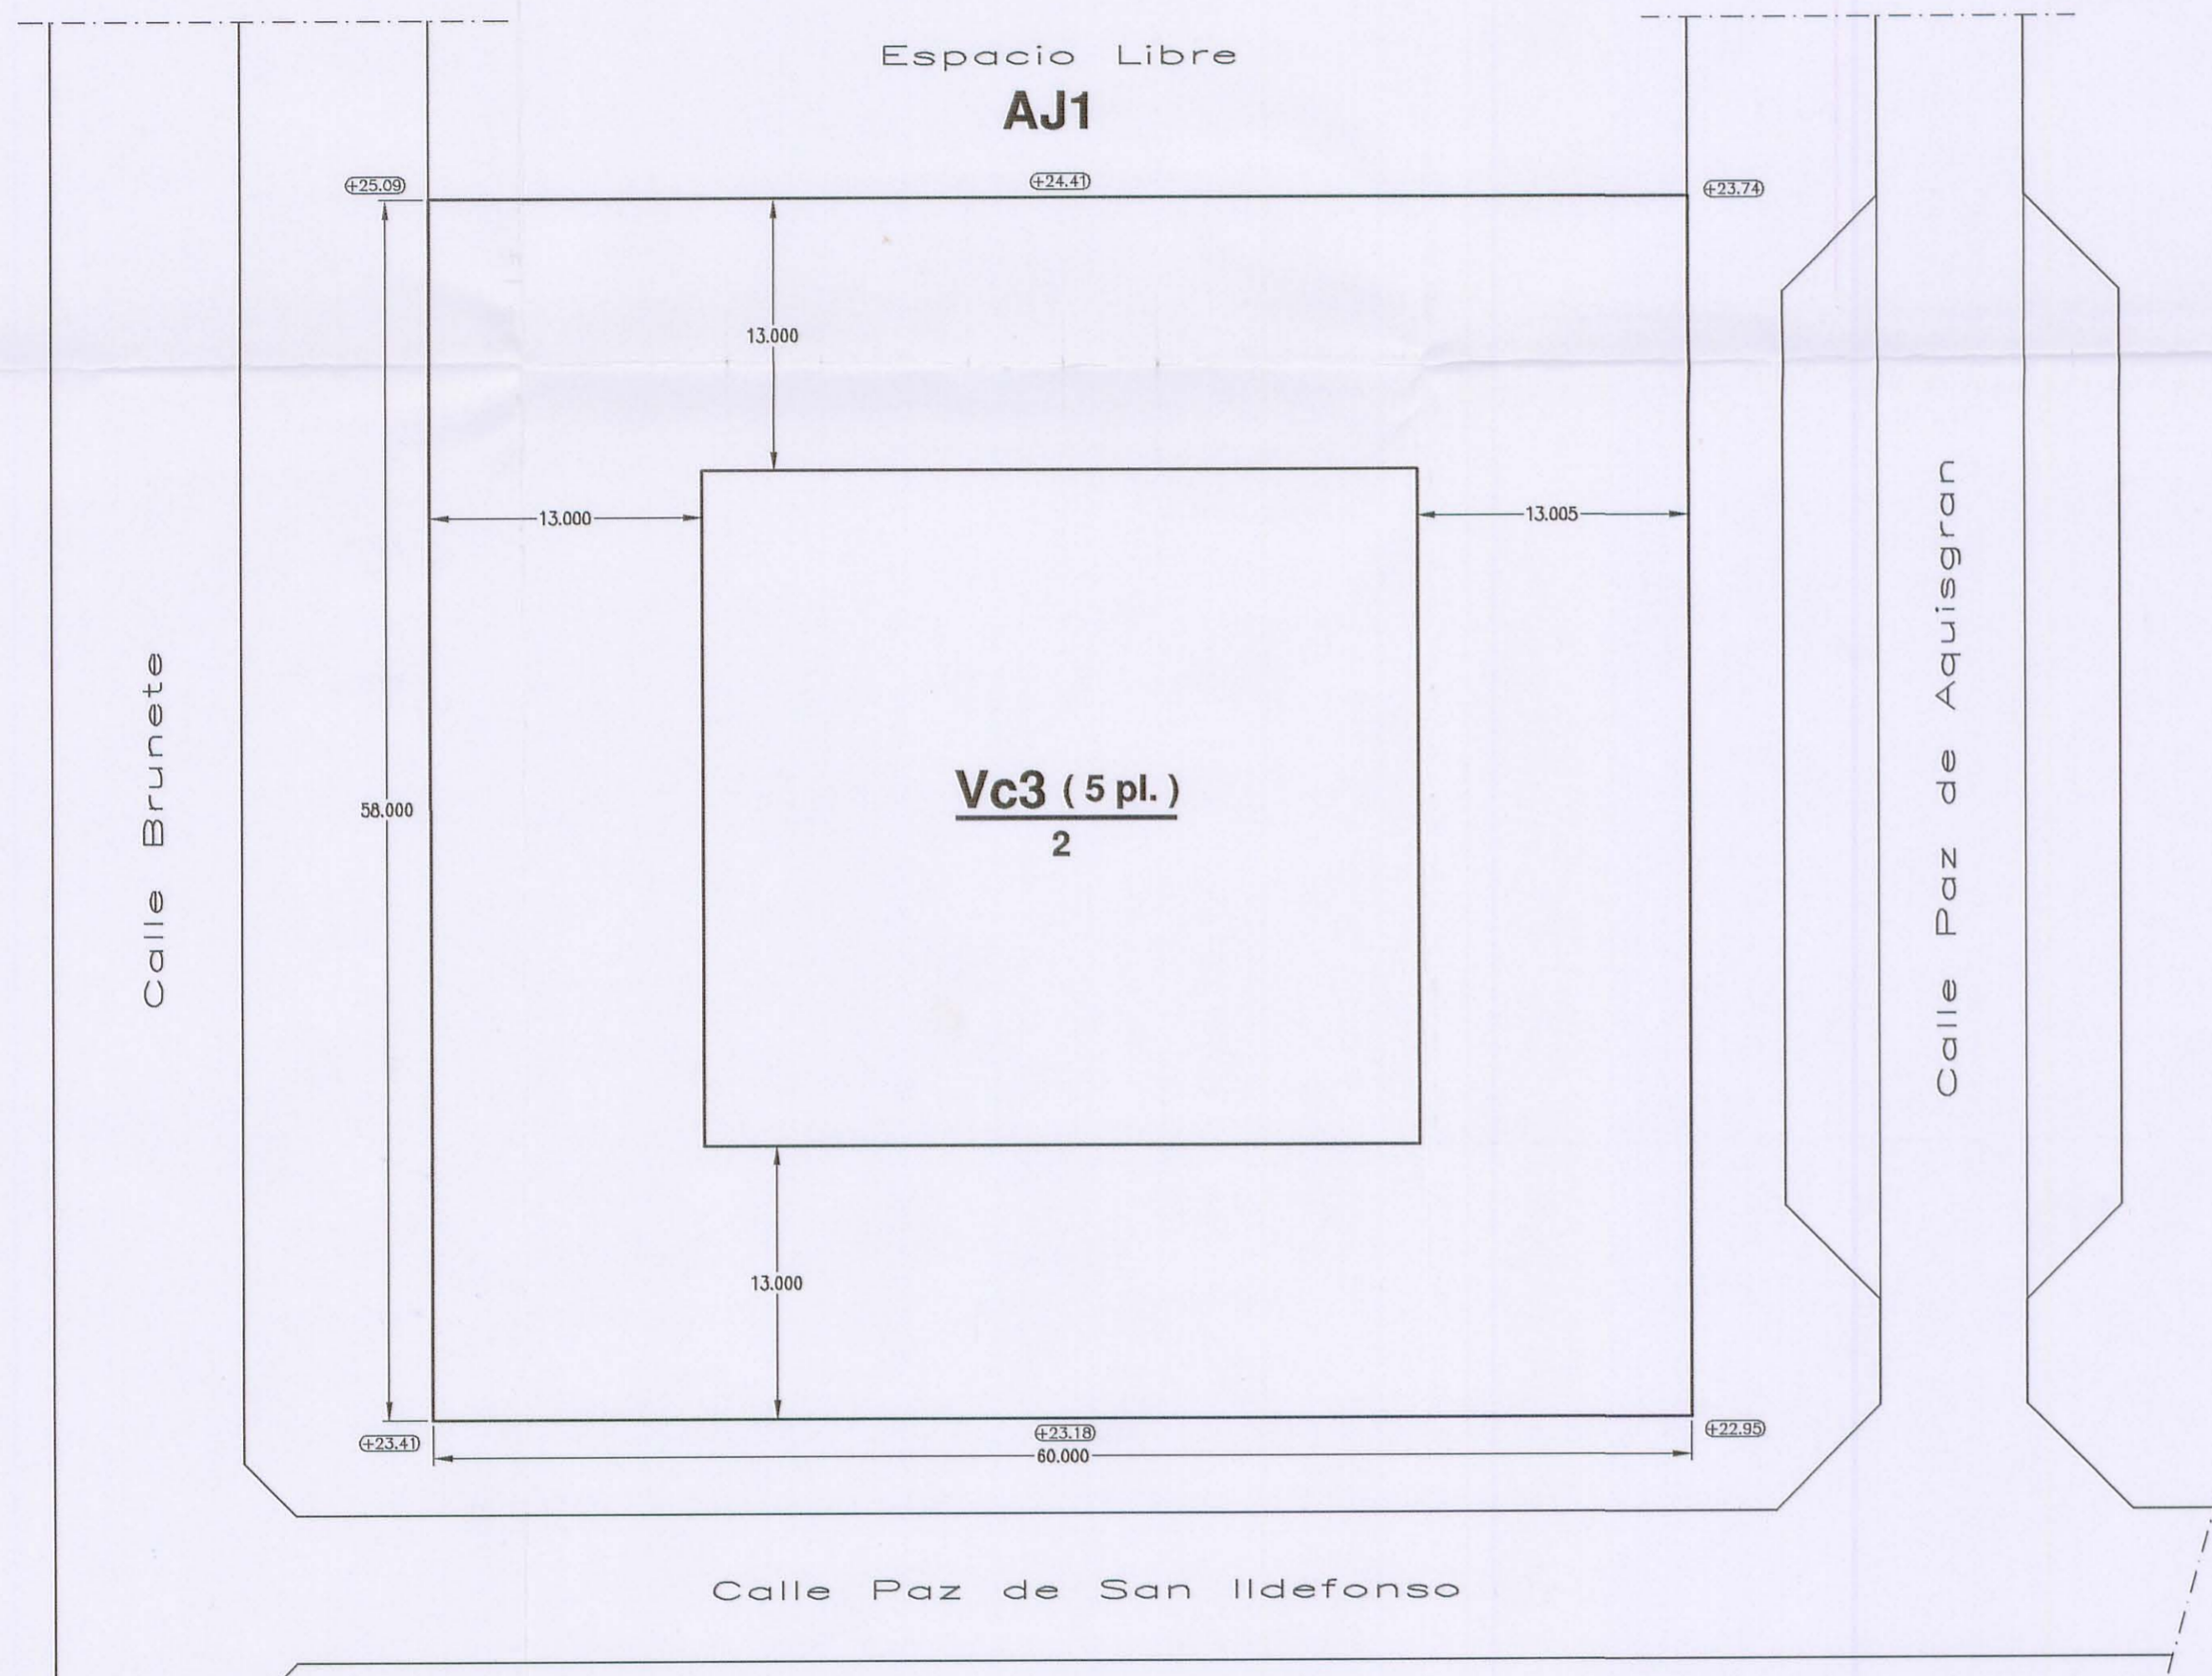 Espacio Libre
AJ1
+25.09
+24.41
+23.74
13.000
13.000
13.005
Calle Brunete
58.000
Vc3 ( 5 pl. )
2
Calle Paz de Aquisgran
13.000
+23.41
+23.18
+22.95
60.000
Calle Paz de San Ildefonso